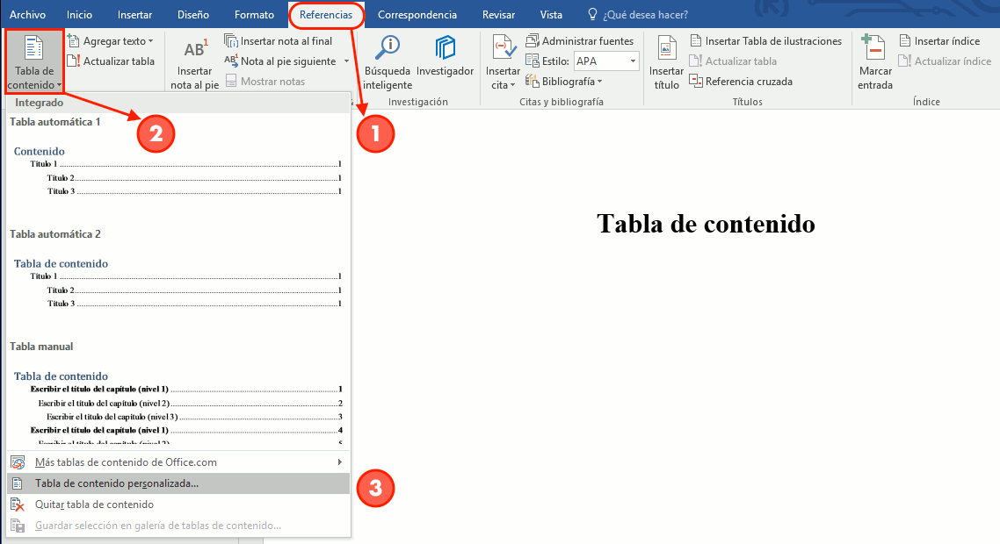 Archivo Inicio Insertar Diseño Formato Referencias Correspondencia Revisar Vista ¿Qué desea hacer?
Tabla de contenido
Agregar texto
Actualizar tabla
AB1
Insertar nota al pie
Insertar nota al final
AB1 Nota al pie siguiente
Mostrar notas
Búsqueda inteligente
Investigador
Investigación
Insertar cita
Administrar fuentes
Estilo: APA
Bibliografía
Citas y bibliografía
Insertar título
Insertar Tabla de ilustraciones
Actualizar tabla
Referencia cruzada
Títulos
Marcar entrada
Insertar índice
Actualizar índice
Índice
1
2
Integrado
Tabla automática 1
Contenido
Título 1 1
Título 2 1
Título 3 1
Tabla automática 2
Tabla de contenido
Título 1 1
Título 2 1
Título 3 1
Tabla manual
Tabla de contenido
Escribir el título del capítulo (nivel 1) 1
Escribir el título del capítulo (nivel 2) 2
Escribir el título del capítulo (nivel 3) 3
Escribir el título del capítulo (nivel 1) 4
Escribir el título del capítulo (nivel 2) 5
Más tablas de contenido de Office.com
Tabla de contenido personalizada...
3
Quitar tabla de contenido
Guardar selección en galería de tablas de contenido...
Tabla de contenido